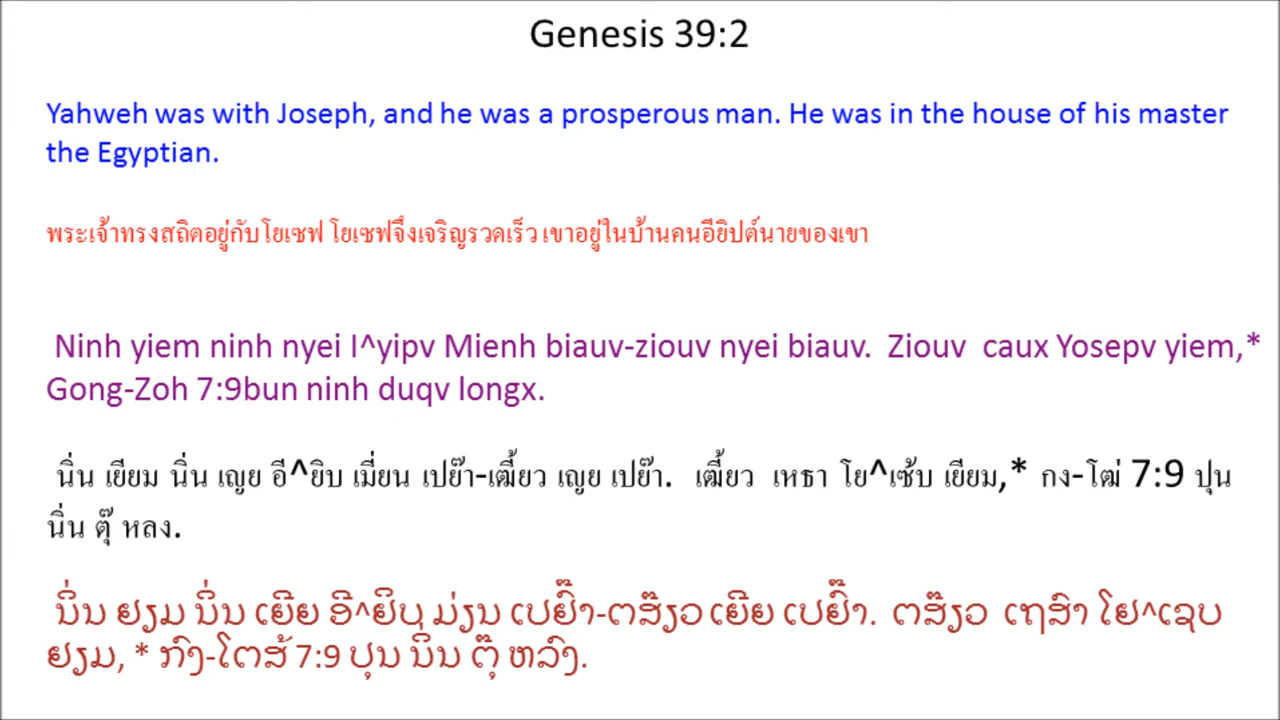 Genesis 39:2
Yahweh was with Joseph, and he was a prosperous man. He was in the house of his master
the Egyptian.
พระเจ้าทรงสถิตอยู่กับโยเซฟ โยเซฟจึงเจริญรวดเร็ว เขาอยู่ในบ้านคนอียิปต์นายของเขา
Ninh yiem ninh nyei I^yipv Mienh biauv-ziouv nyei biauv. Ziouv caux Yosepv yiem,*
Gong-Zoh 7:9bun ninh duqv longx.
นิ่น เยียม นิ่น เญย อี^ยิบ เมี่ยน เปย๊า-เฒี้ยว เญย เปย๊า. เฒี้ยว เหธา โย^เซ้บ เยียม,* กง-โฒ่ 7:9 ปุน
นิ่น ตุ๊ หลง.
ນິ່ນ ຢຽມ ນິ່ນ ເຍີຍ ອີ^ຢິບ ມ່ຽນ ເປຢົ໊າ-ຕສ໊ຽວ ເຍີຍ ເປຢົ໊າ. ຕສ໊ຽວ ເຖສົາ ໂຢ^ເຊບ
ຢຽມ, * ກົງ-ໂຕສ້ 7:9 ປຸນ ນິ່ນ ຕຸ໊ ຫລົງ.